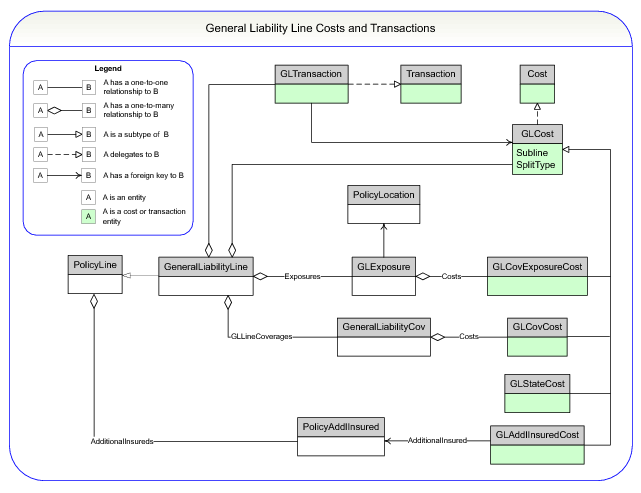 General Liability Line Costs and Transactions
Legend
A B A has a one-to-one
relationship to B
A B A has a one-to-many
relationship to B
A B A is a subtype of B
A B A delegates to B
A B A has a foreign key to B
A A is an entity
A A is a cost or transaction
entity
GLTransaction
Transaction
Cost
GLCost
Subline
SplitType
PolicyLocation
PolicyLine
GeneralLiabilityLine
Exposures
GLExposure
Costs
GLCovExposureCost
GLLineCoverages
GeneralLiabilityCov
Costs
GLCovCost
GLStateCost
AdditionalInsureds
PolicyAddlInsured
AdditionalInsured
GLAddlInsuredCost